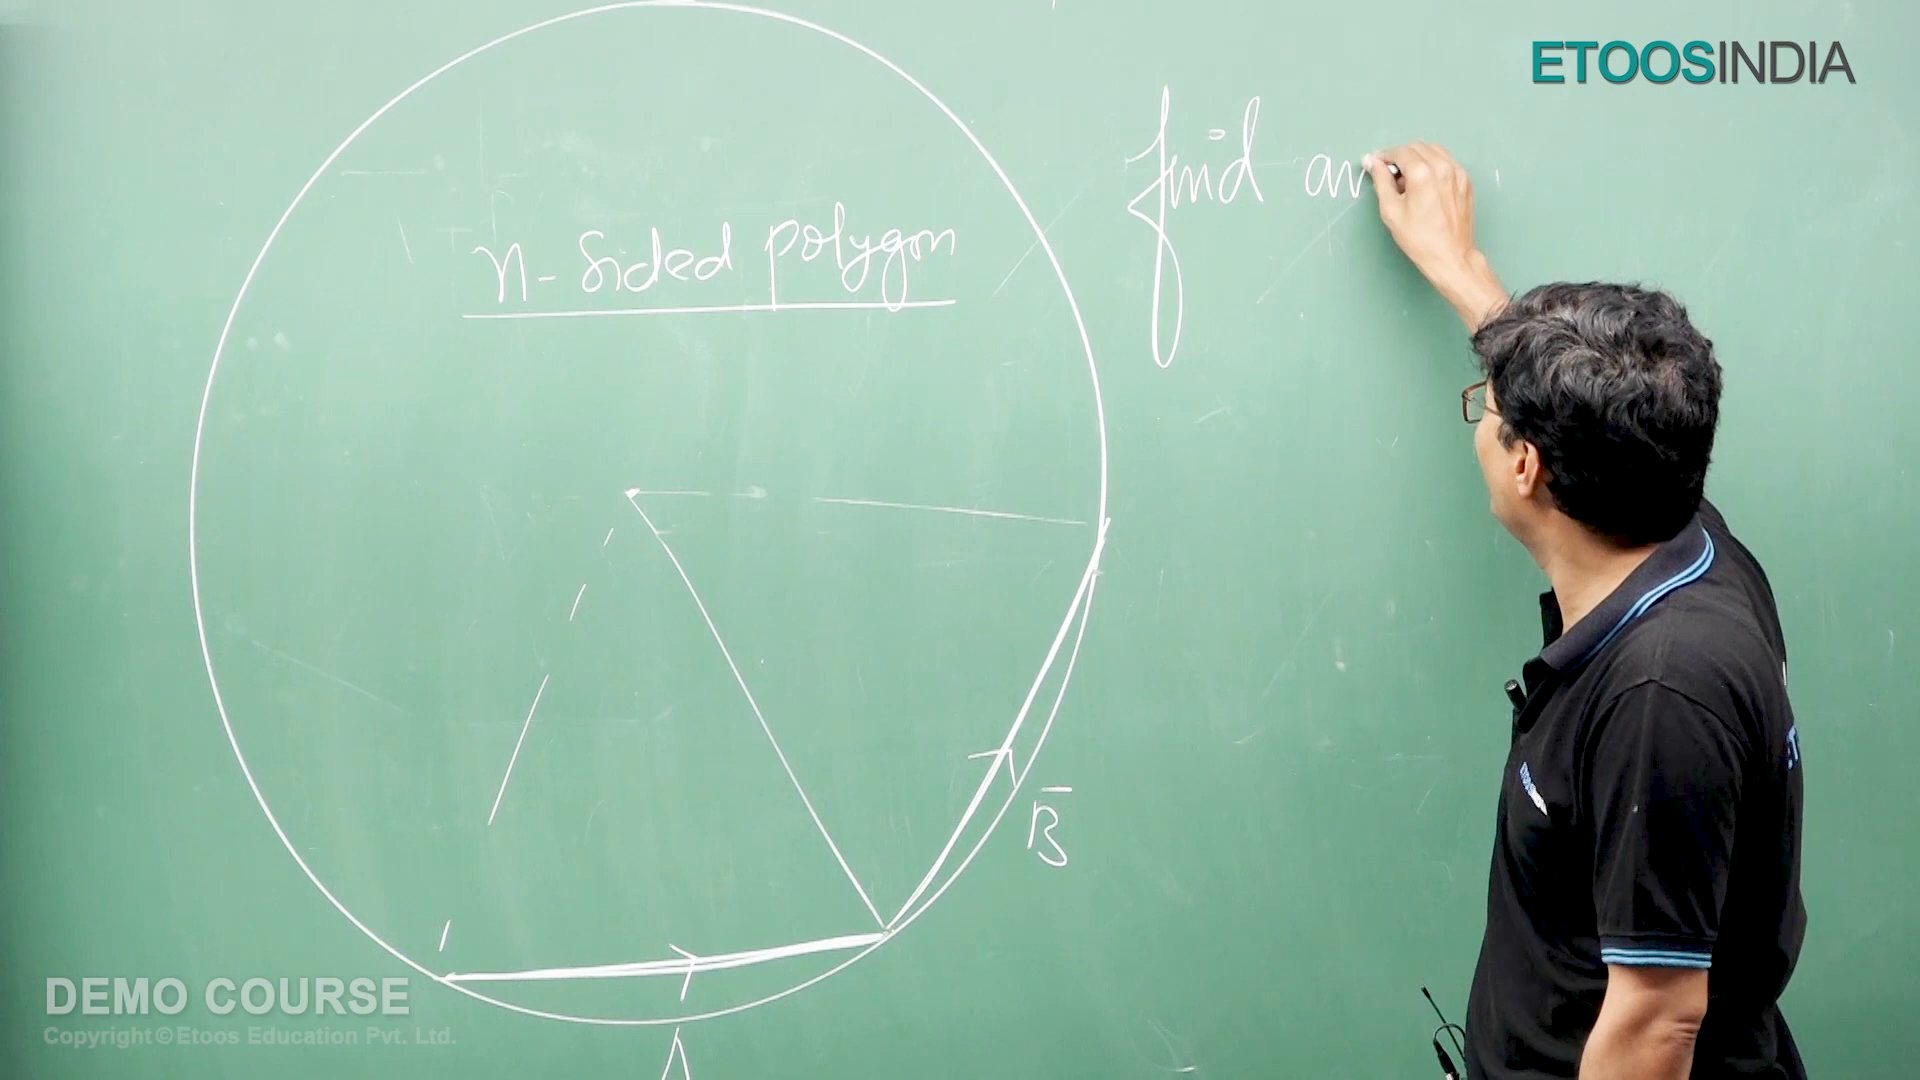 ETOOSINDIA
find an
n-sided polygon
B
A
DEMO COURSE
Copyright © Etoos Education Pvt. Ltd.